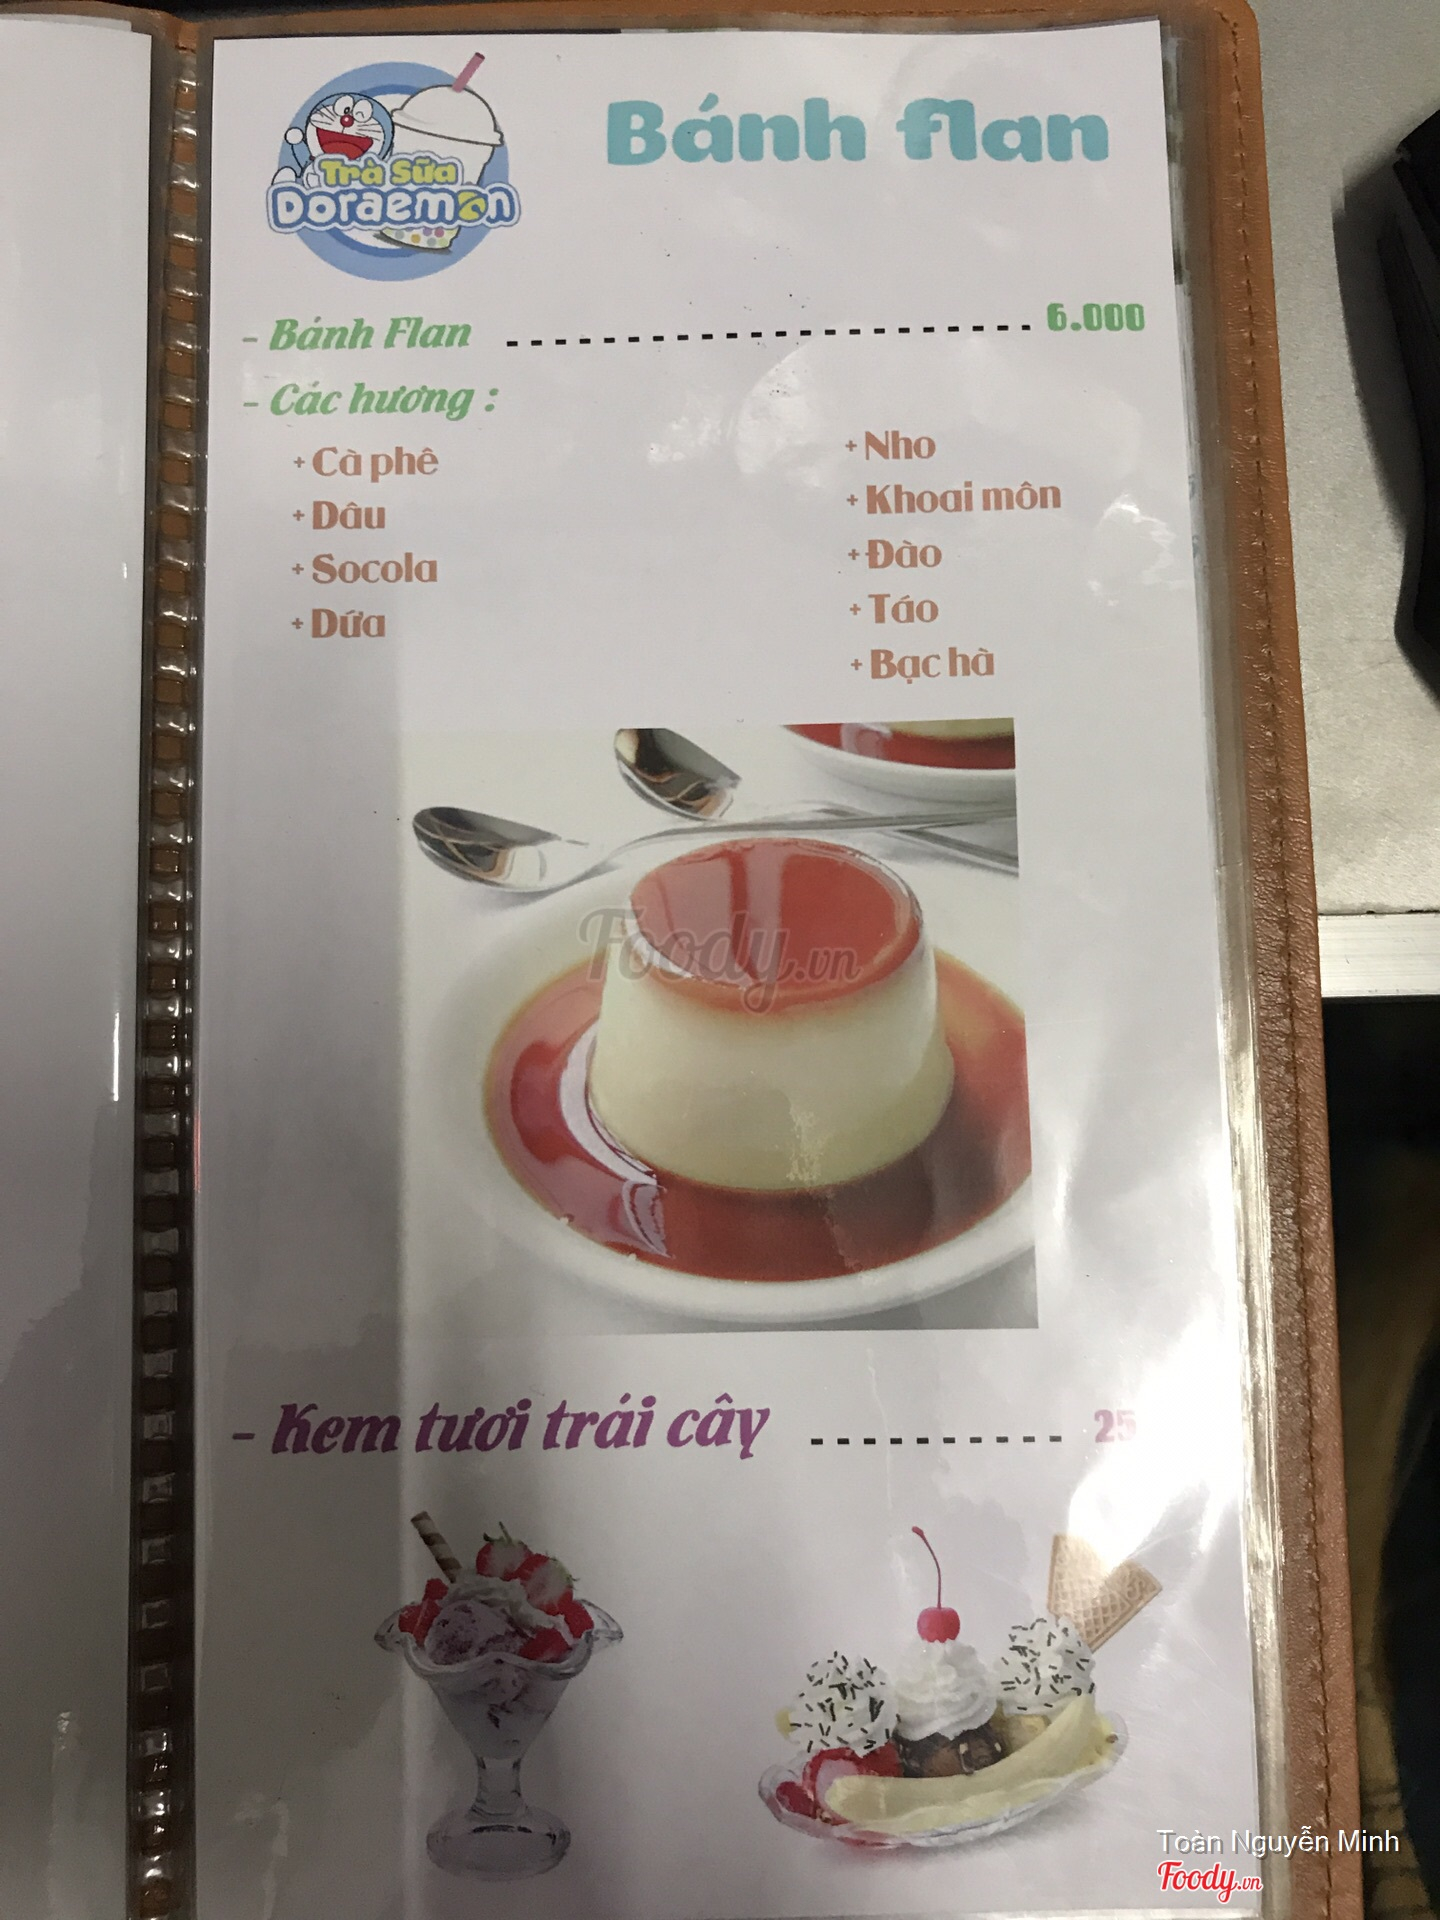 Trà Sữa
Doraemon
Bánh flan
- Bánh Flan ---------------------- 6.000
- Các hương :
+ Cà phê
+ Dâu
+ Socola
+ Dứa
+ Nho
+ Khoai môn
+ Đào
+ Táo
+ Bạc hà
Foody.vn
- Kem tươi trái cây ---------- 25
Toàn Nguyễn Minh
Foody.vn